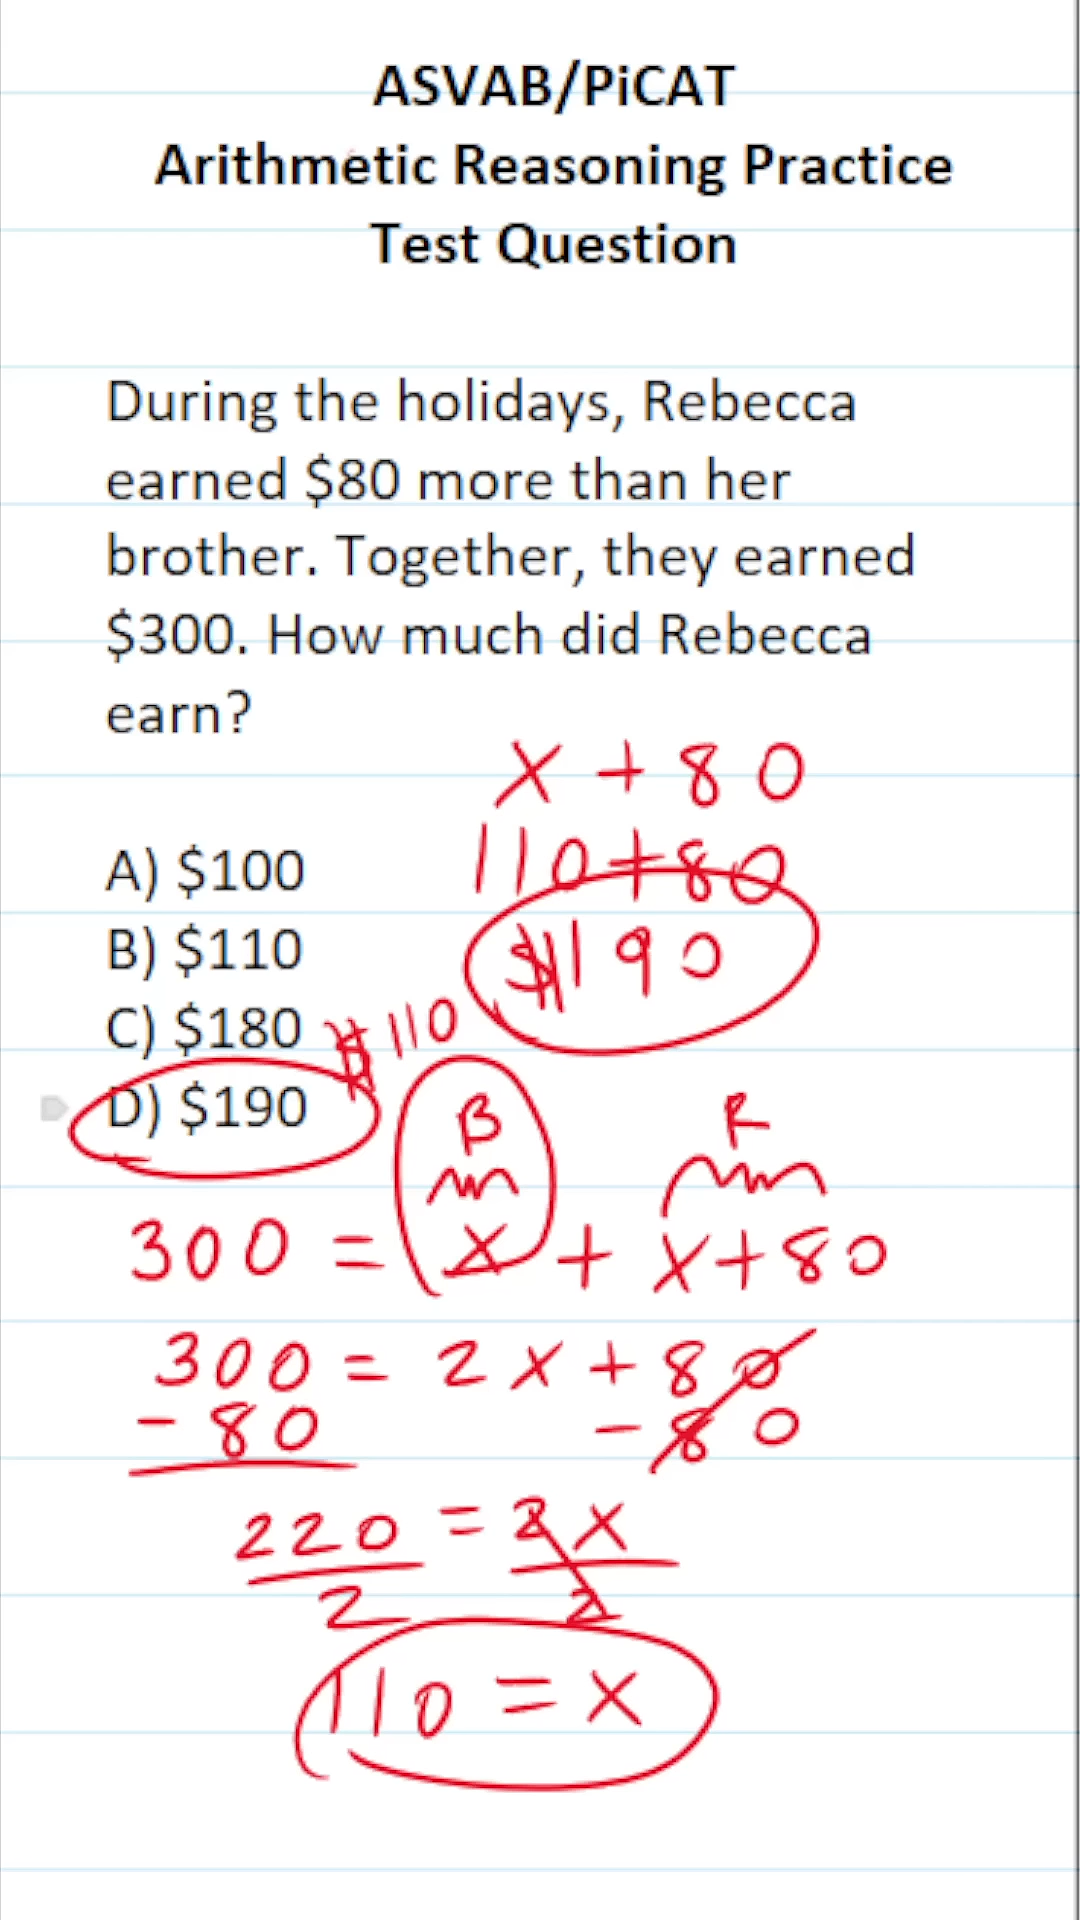 ASVAB/PiCAT
Arithmetic Reasoning Practice
Test Question
During the holidays, Rebecca
earned $80 more than her
brother. Together, they earned
$300. How much did Rebecca
earn?
x + 80
A) $100
110+80
B) $110
$190
C) $180
$110
D) $190
B R
300 = x + x+80
300 = 2x+80
-80 -80
220 = 2x
2 2
110 = x